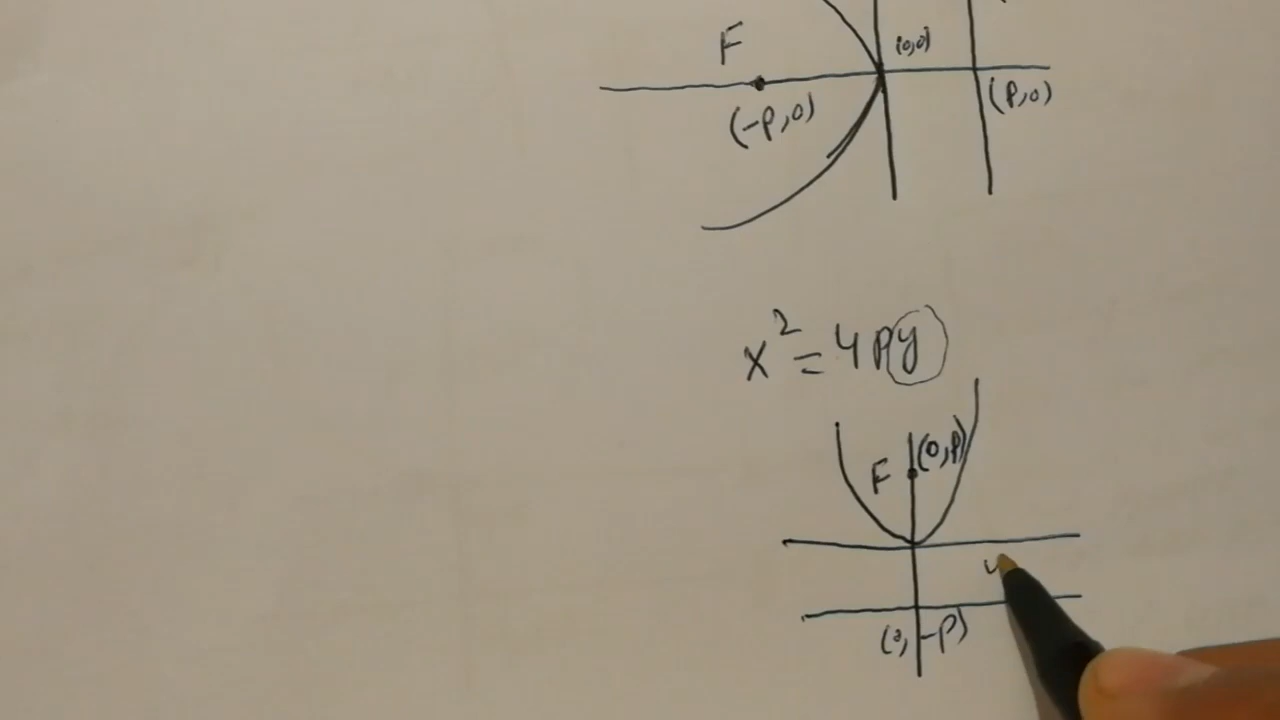 F
(0,0)
(-P,0)
(P,0)
x² = 4py
F
(0,P)
(0,-P)